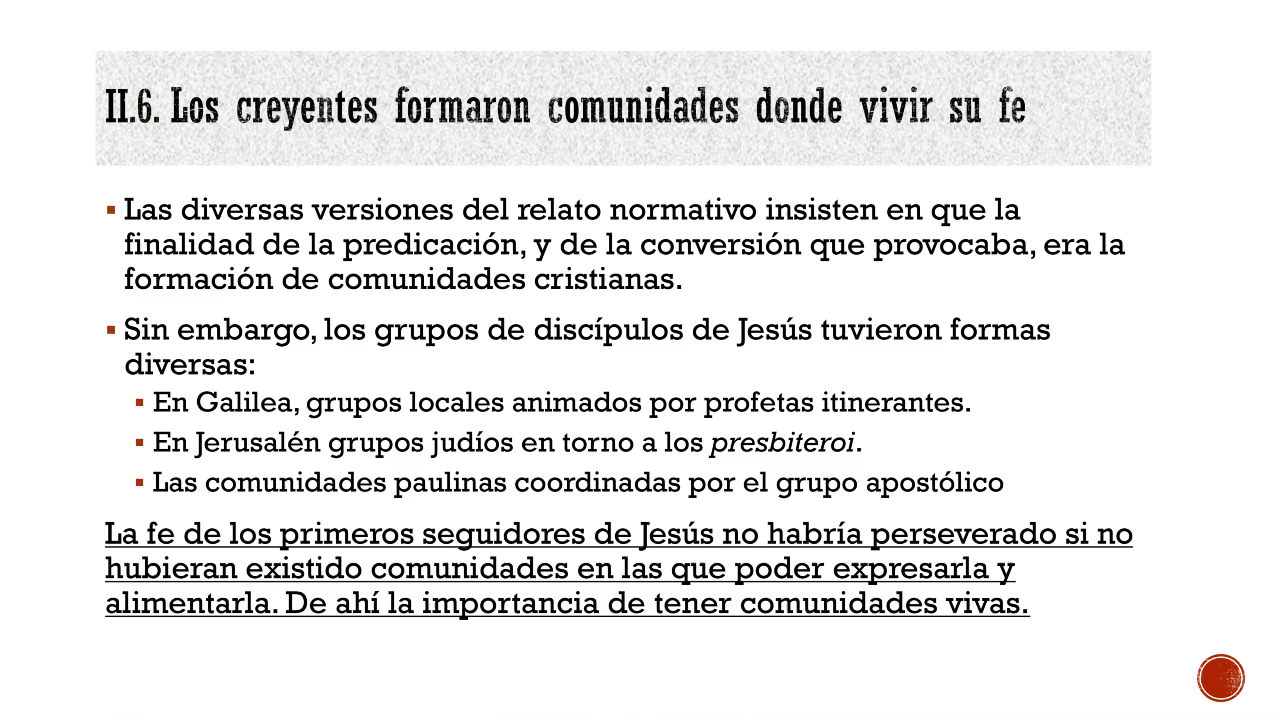 II.6. Los creyentes formaron comunidades donde vivir su fe
▪ Las diversas versiones del relato normativo insisten en que la
finalidad de la predicación, y de la conversión que provocaba, era la
formación de comunidades cristianas.
▪ Sin embargo, los grupos de discípulos de Jesús tuvieron formas
diversas:
▪ En Galilea, grupos locales animados por profetas itinerantes.
▪ En Jerusalén grupos judíos en torno a los presbiteroi.
▪ Las comunidades paulinas coordinadas por el grupo apostólico
La fe de los primeros seguidores de Jesús no habría perseverado si no
hubieran existido comunidades en las que poder expresarla y
alimentarla. De ahí la importancia de tener comunidades vivas.